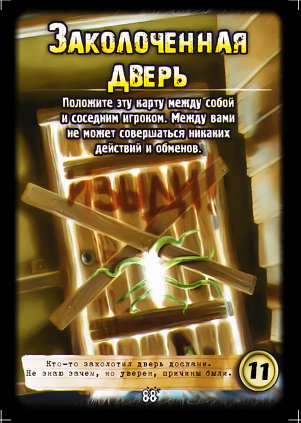 Заколоченная
дверь
Положите эту карту между собой
и соседним игроком. Между вами
не может совершаться никаких
действий и обменов.
ИЗЫДИ!
Кто-то заколотил дверь досками.
Не знаю зачем, но уверен, причины были.
11
88